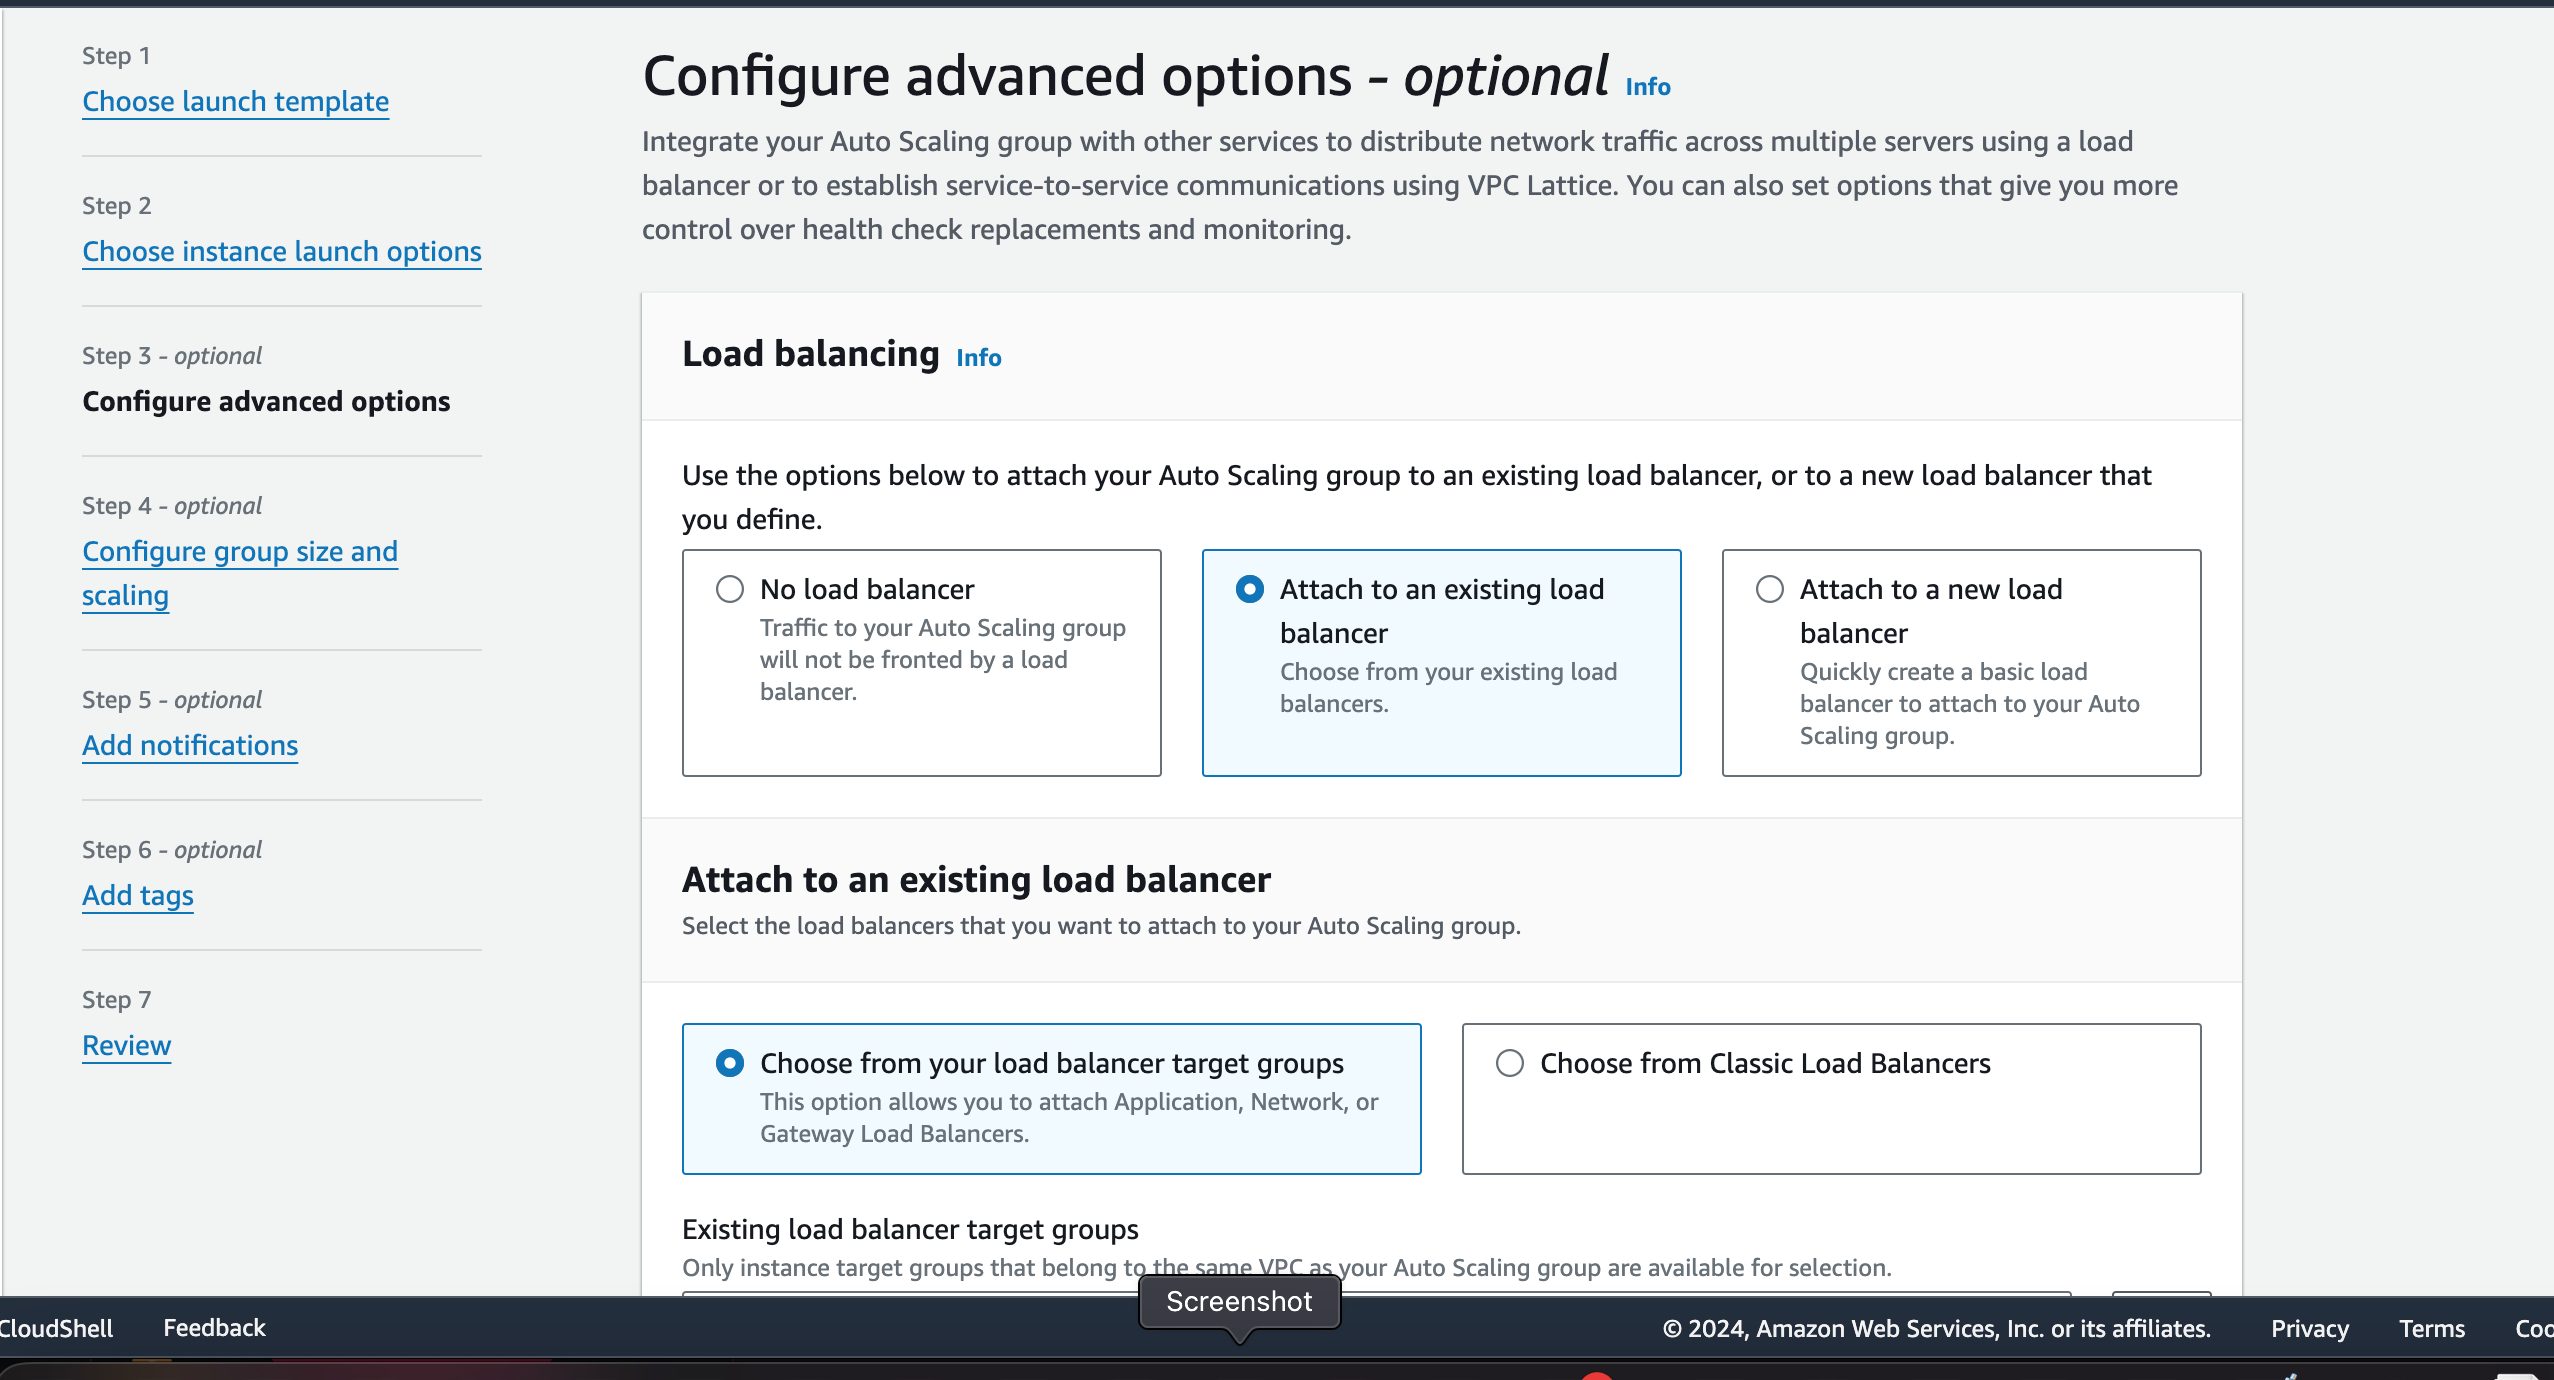 Step 1
Choose launch template
Step 2
Choose instance launch options
Step 3 - optional
Configure advanced options
Step 4 - optional
Configure group size and
scaling
Step 5 - optional
Add notifications
Step 6 - optional
Add tags
Step 7
Review
Configure advanced options - optional Info
Integrate your Auto Scaling group with other services to distribute network traffic across multiple servers using a load
balancer or to establish service-to-service communications using VPC Lattice. You can also set options that give you more
control over health check replacements and monitoring.
Load balancing Info
Use the options below to attach your Auto Scaling group to an existing load balancer, or to a new load balancer that
you define.
No load balancer
Traffic to your Auto Scaling group
will not be fronted by a load
balancer.
Attach to an existing load
balancer
Choose from your existing load
balancers.
Attach to a new load
balancer
Quickly create a basic load
balancer to attach to your Auto
Scaling group.
Attach to an existing load balancer
Select the load balancers that you want to attach to your Auto Scaling group.
Choose from your load balancer target groups
This option allows you to attach Application, Network, or
Gateway Load Balancers.
Choose from Classic Load Balancers
Existing load balancer target groups
Only instance target groups that belong to the same VPC as your Auto Scaling group are available for selection.
Screenshot
CloudShell Feedback © 2024, Amazon Web Services, Inc. or its affiliates. Privacy Terms Coo